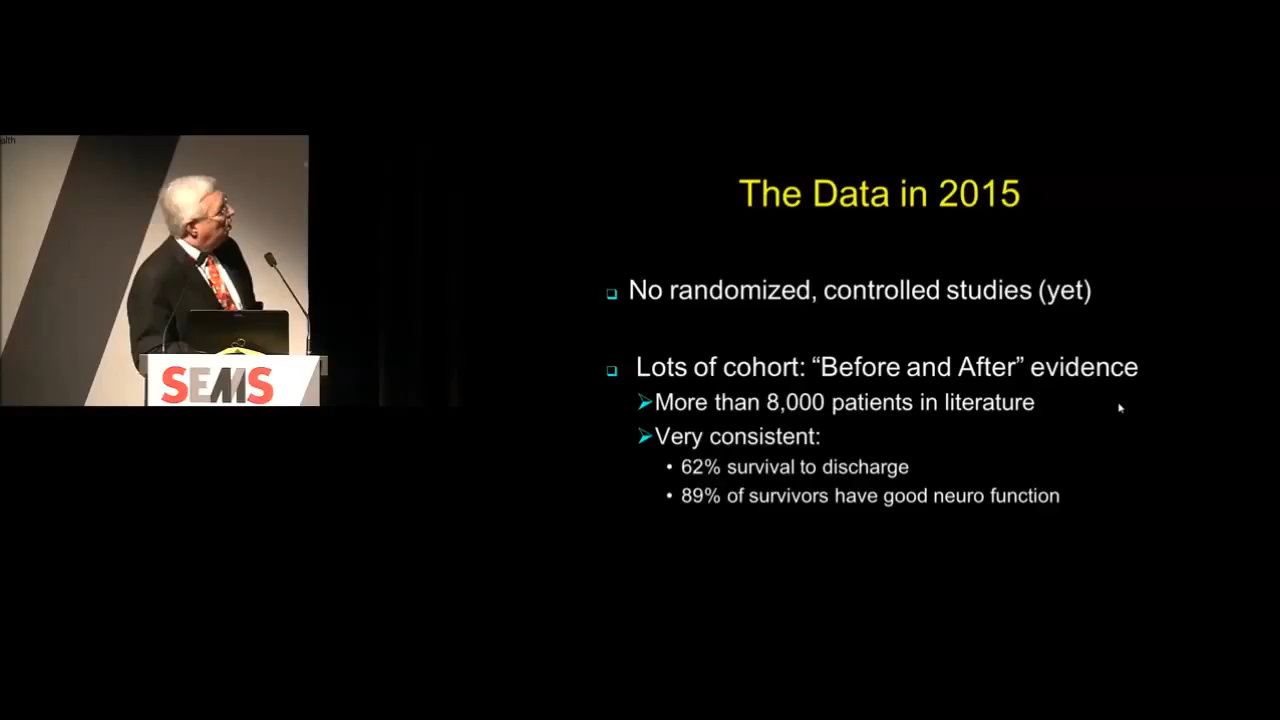 alth
The Data in 2015
No randomized, controlled studies (yet)
Lots of cohort: “Before and After” evidence
More than 8,000 patients in literature
Very consistent:
62% survival to discharge
89% of survivors have good neuro function
SEMS